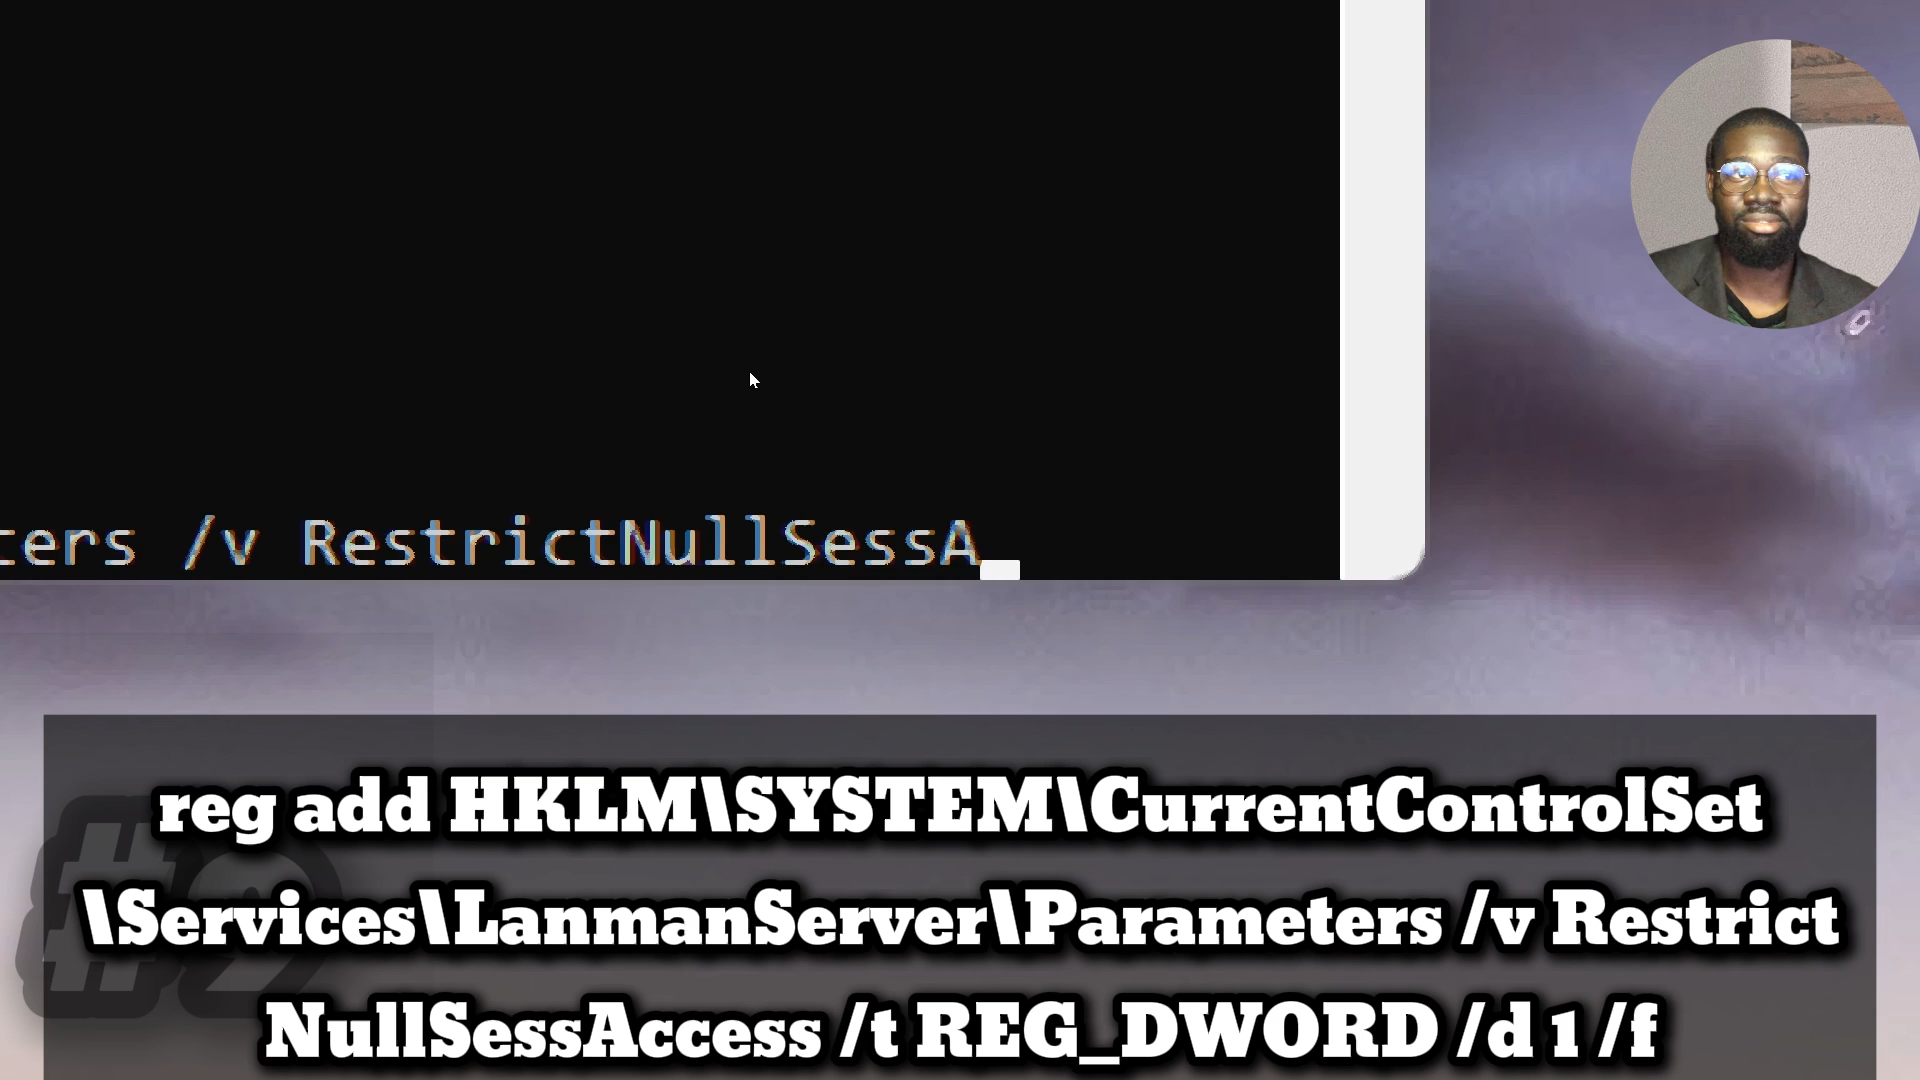 ters /v RestrictNullSessA
reg add HKLM\SYSTEM\CurrentControlSet
\Services\LanmanServer\Parameters /v Restrict
NullSessAccess /t REG_DWORD /d 1 /f